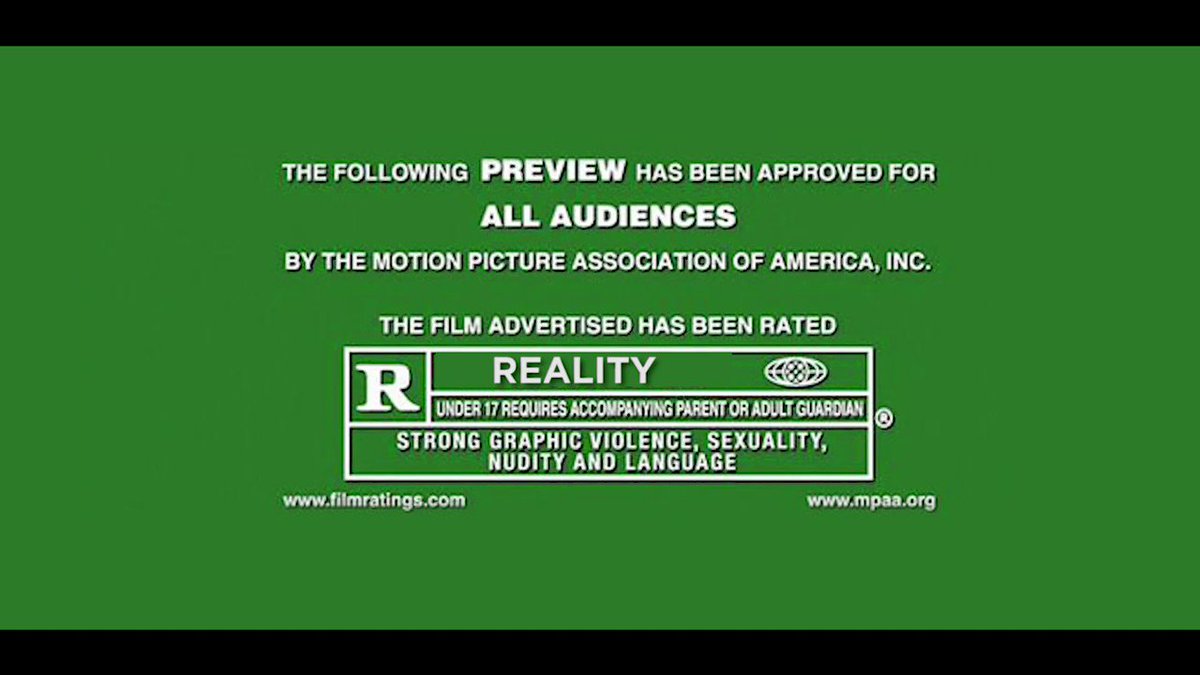 THE FOLLOWING PREVIEW HAS BEEN APPROVED FOR
ALL AUDIENCES
BY THE MOTION PICTURE ASSOCIATION OF AMERICA, INC.
THE FILM ADVERTISED HAS BEEN RATED
R REALITY
UNDER 17 REQUIRES ACCOMPANYING PARENT OR ADULT GUARDIAN ®
STRONG GRAPHIC VIOLENCE, SEXUALITY,
NUDITY AND LANGUAGE
www.filmratings.com www.mpaa.org